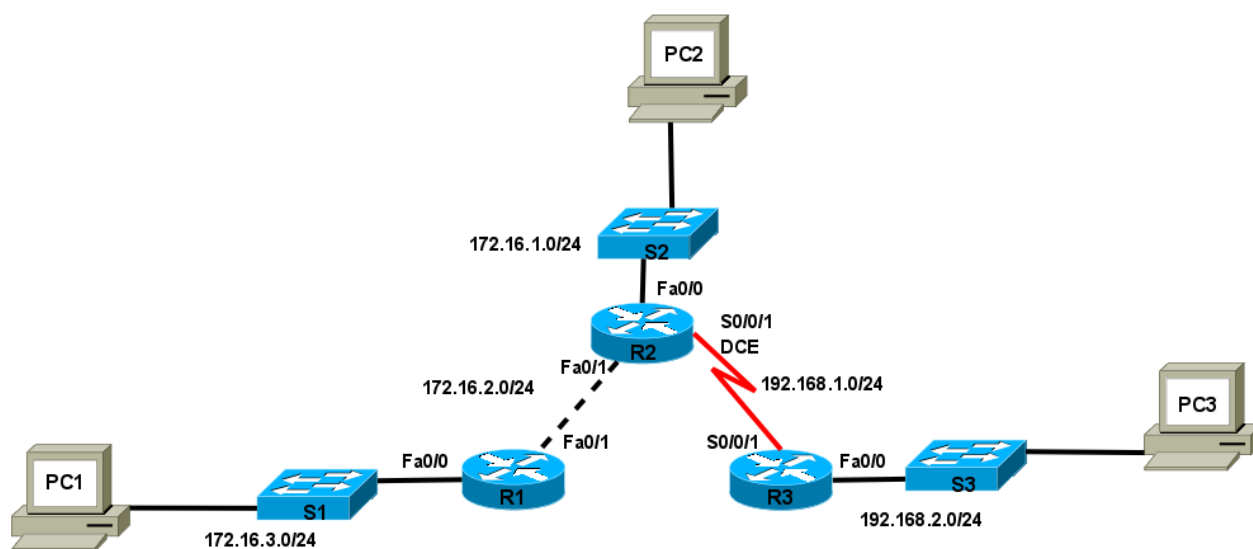 PC2
172.16.1.0/24
S2
Fa0/0
S0/0/1
DCE
R2
Fa0/1
172.16.2.0/24
192.168.1.0/24
PC3
Fa0/1
S0/0/1
Fa0/0
Fa0/0
PC1
S1
R1
R3
S3
172.16.3.0/24
192.168.2.0/24